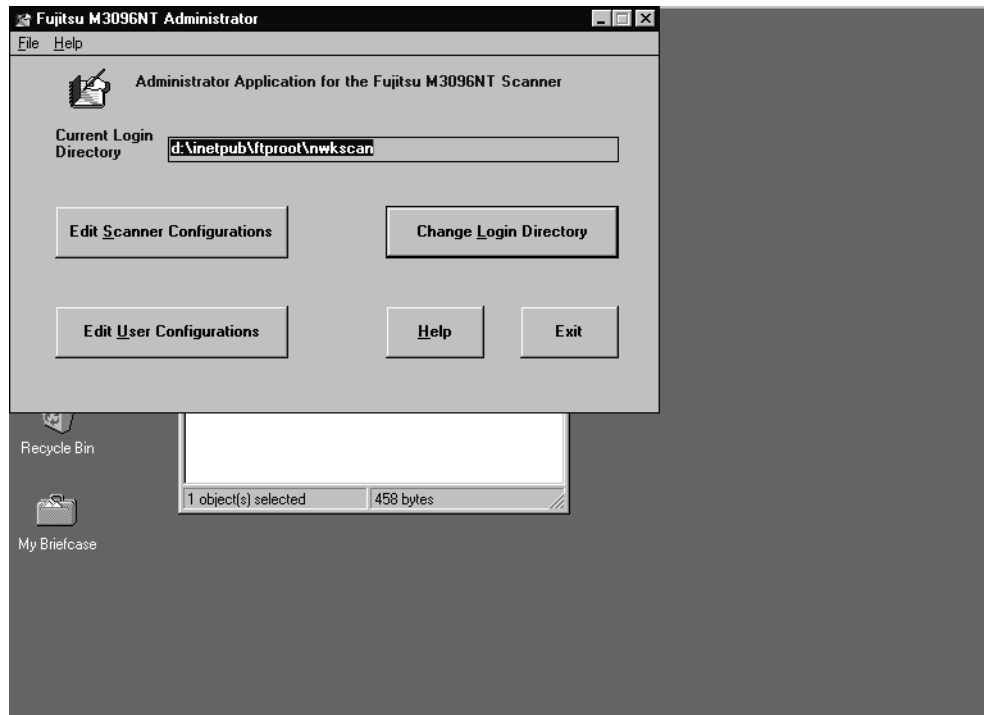 Fujitsu M3096NT Administrator
File Help
Administrator Application for the Fujitsu M3096NT Scanner
Current Login
Directory
d:\inetpub\ftproot\nwkscan
Edit Scanner Configurations
Change Login Directory
Edit User Configurations
Help
Exit
Recycle Bin
1 object(s) selected
458 bytes
My Briefcase